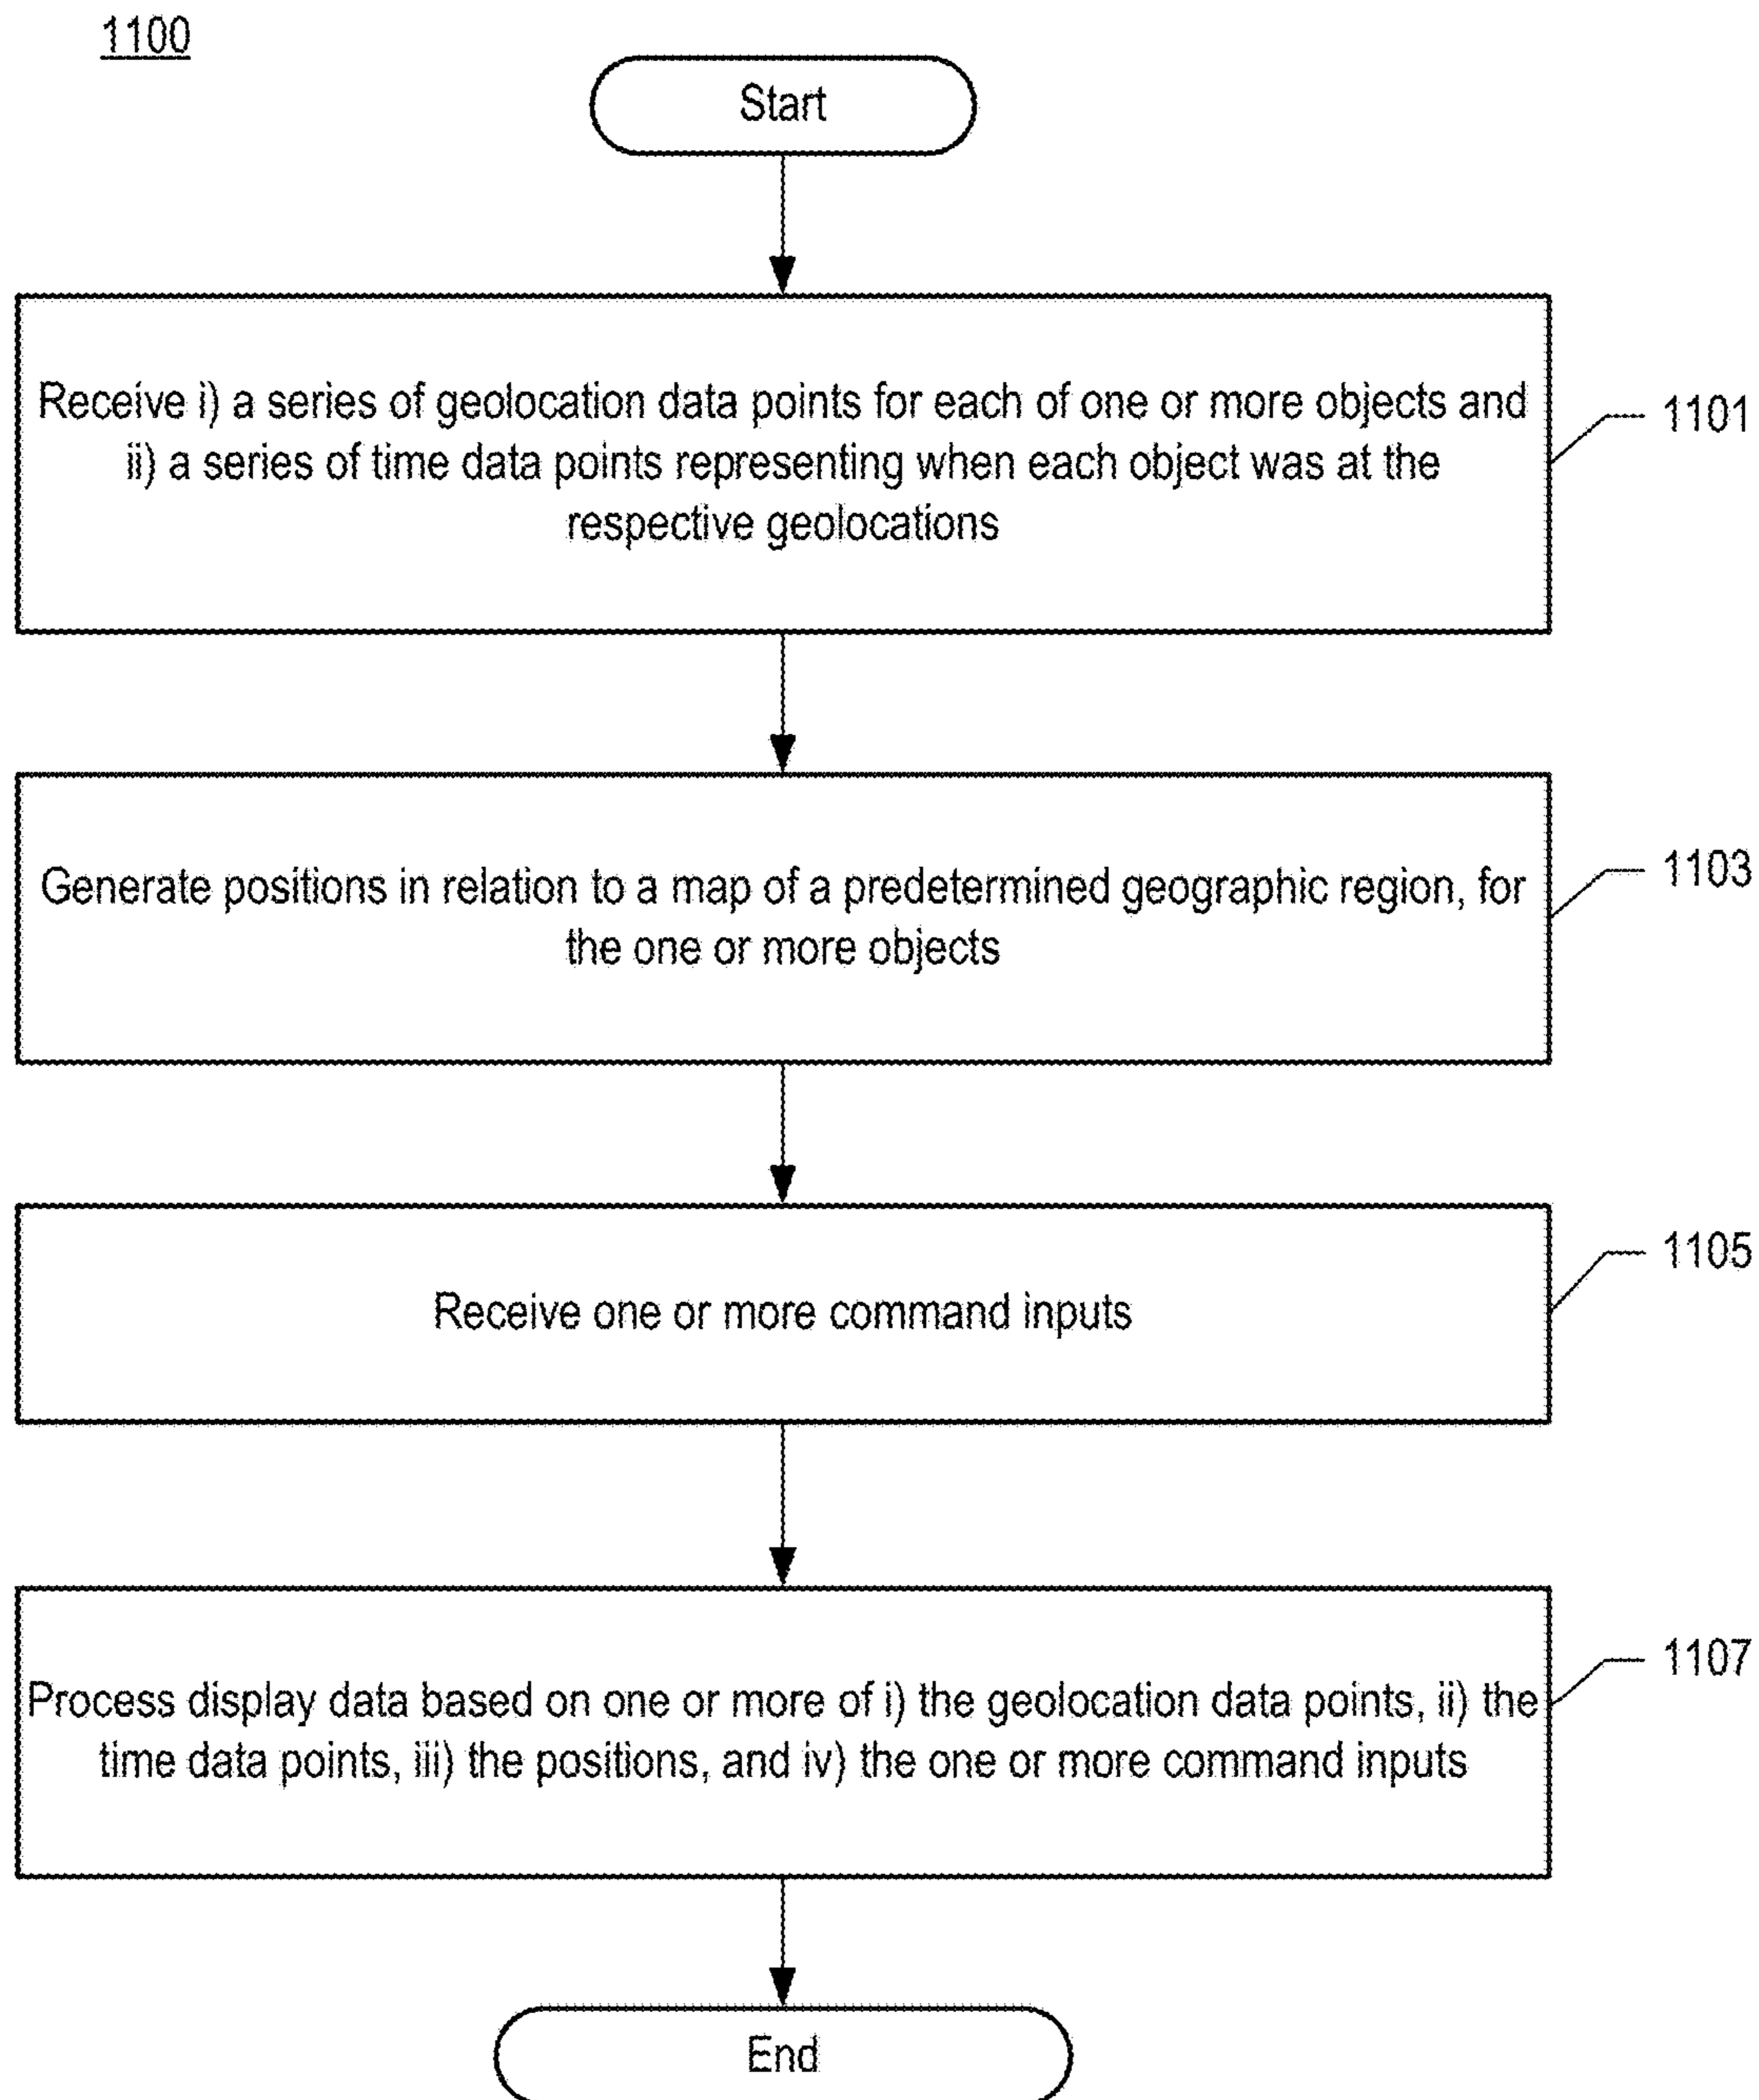 1100
Start
Receive i) a series of geolocation data points for each of one or more objects and
ii) a series of time data points representing when each object was at the
respective geolocations
1101
Generate positions in relation to a map of a predetermined geographic region, for
the one or more objects
1103
Receive one or more command inputs
1105
Process display data based on one or more of i) the geolocation data points, ii) the
time data points, iii) the positions, and iv) the one or more command inputs
1107
End